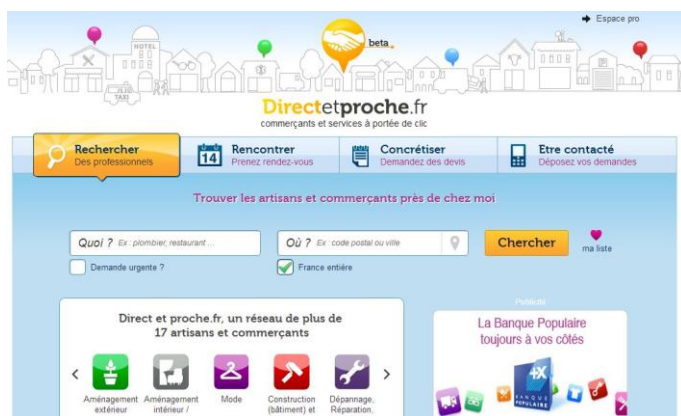 Espace pro
HOTEL
TAXI
beta
Directetproche.fr
commerçants et services à portée de clic
Rechercher
Des professionnels
14
Rencontrer
Prenez rendez-vous
Concrétiser
Demandez des devis
Etre contacté
Déposez vos demandes
Trouver les artisans et commerçants près de chez moi
Quoi ? Ex : plombier, restaurant ...
Où ? Ex : code postal ou ville
Chercher
ma liste
Demande urgente ?
France entière
Direct et proche.fr, un réseau de plus de
17 artisans et commerçants
Aménagement
extérieur
Aménagement
intérieur /
Mode
Construction
(bâtiment) et
Dépannage,
Réparation,
Publicité
La Banque Populaire
toujours à vos côtés
BANQUE
POPULAIRE